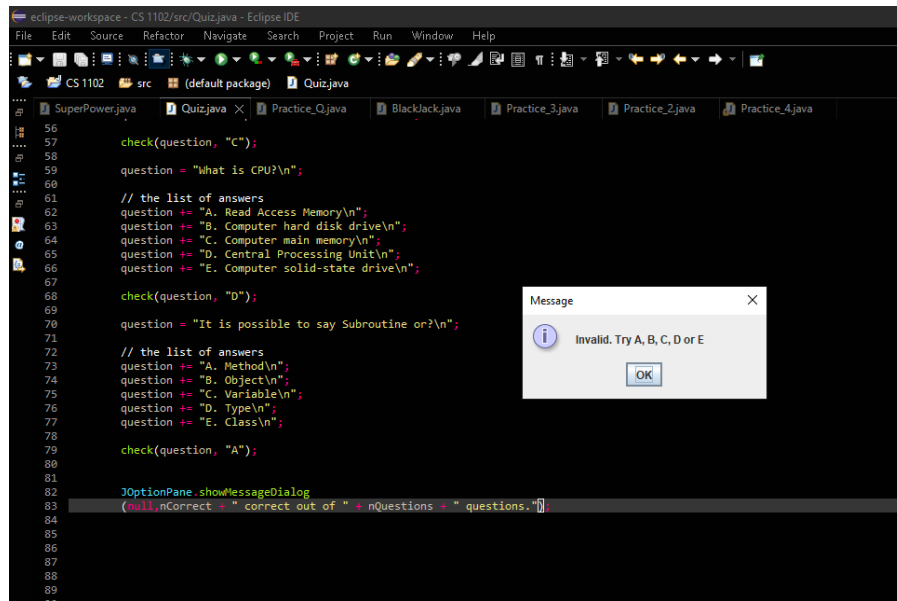 eclipse-workspace - CS 1102/src/Quiz.java - Eclipse IDE
File Edit Source Refactor Navigate Search Project Run Window Help
CS 1102 src (default package) Quiz.java
SuperPower.java Quiz.java Practice_Q.java BlackJack.java Practice_3.java Practice_2.java Practice_4.java
56
57 check(question, "C");
58
59 question = "What is CPU?\n";
60
61 // the list of answers
62 question += "A. Read Access Memory\n";
63 question += "B. Computer hard disk drive\n";
64 question += "C. Computer main memory\n";
65 question += "D. Central Processing Unit\n";
66 question += "E. Computer solid-state drive\n";
67
68 check(question, "D");
69
70 question = "It is possible to say Subroutine or?\n";
71
72 // the list of answers
73 question += "A. Method\n";
74 question += "B. Object\n";
75 question += "C. Variable\n";
76 question += "D. Type\n";
77 question += "E. Class\n";
78
79 check(question, "A");
80
81
82 JOptionPane.showMessageDialog
83 (null,nCorrect + " correct out of " + nQuestions + " questions.");
84
85
86
87
88
89
Message
Invalid. Try A, B, C, D or E
OK